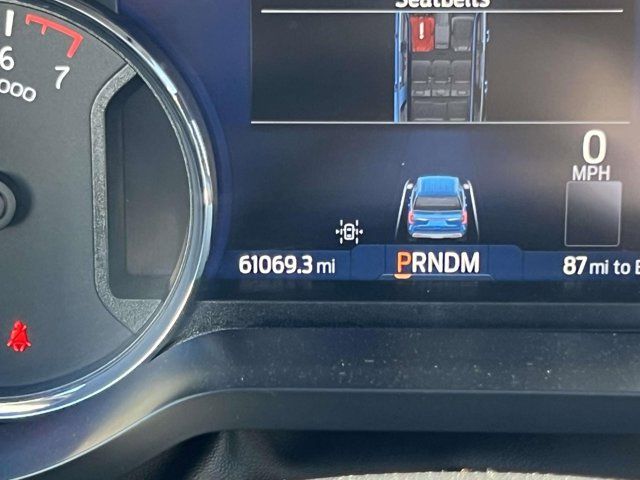 SeatBelts
6
7
000
!
0
MPH
61069.3 mi
PRNDM
87 mi to E